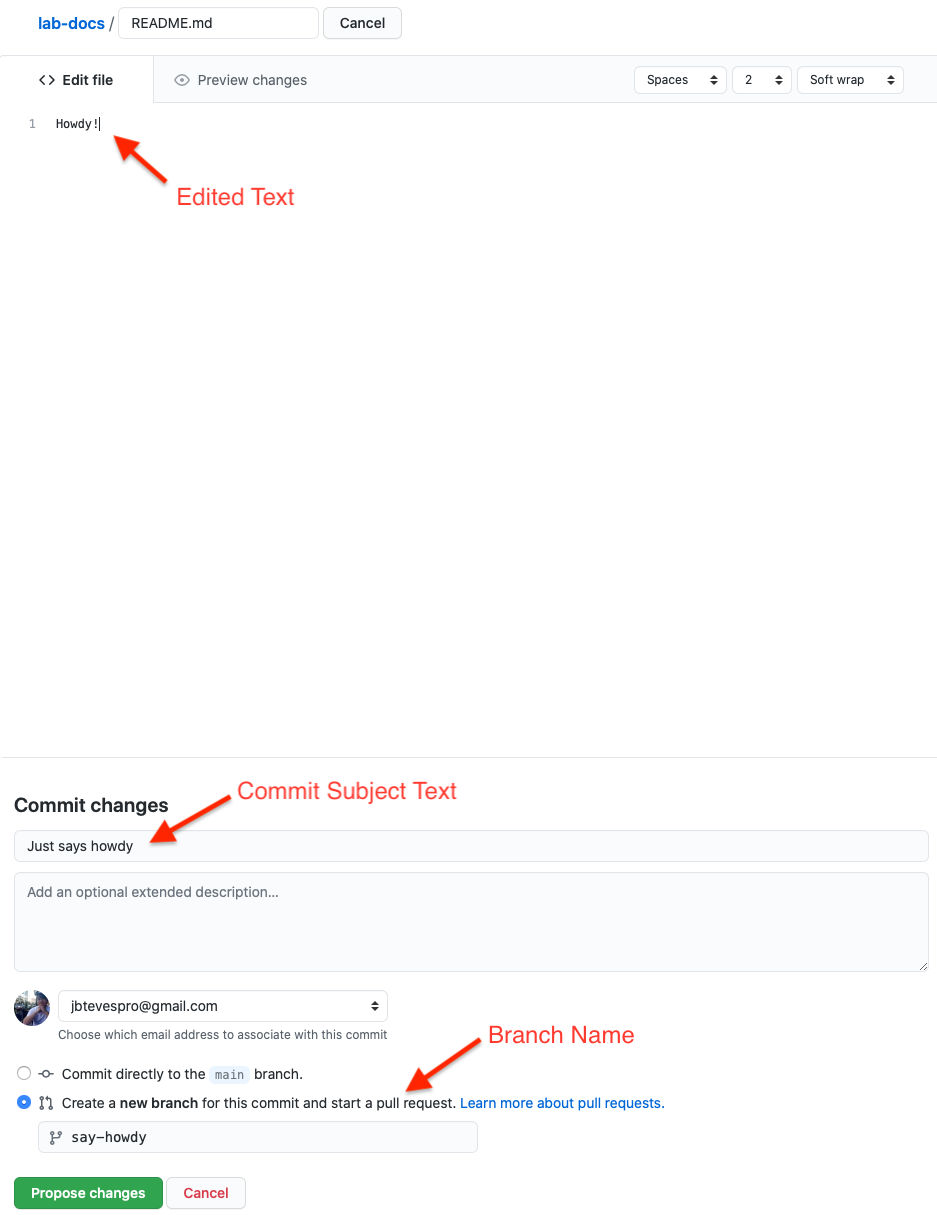 lab-docs / README.md Cancel
Edit file Preview changes Spaces 2 Soft wrap
1 Howdy!
Edited Text
Commit Subject Text
Commit changes
Just says howdy
Add an optional extended description…
jbtevespro@gmail.com
Choose which email address to associate with this commit
Branch Name
Commit directly to the main branch.
Create a new branch for this commit and start a pull request. Learn more about pull requests.
say-howdy
Propose changes Cancel